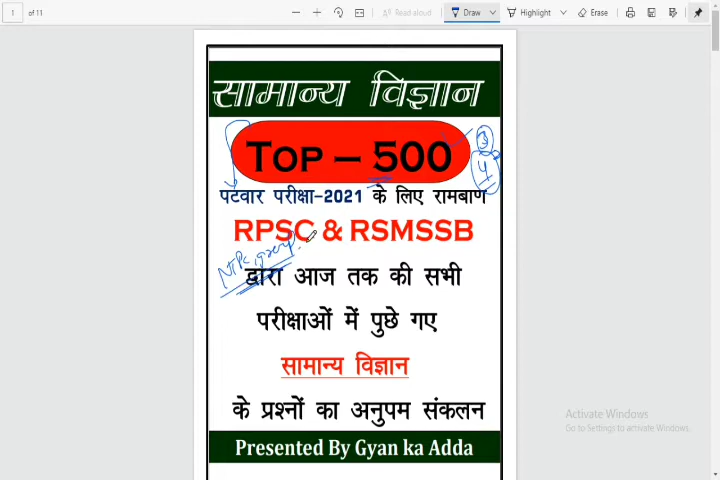 1 of 11 Read aloud Draw Highlight Erase
सामान्य विज्ञान
TOP – 500
पटवार परीक्षा-2021 के लिए रामबाण
RPSC & RSMSSB
NTPC group
द्वारा आज तक की सभी
परीक्षाओं में पुछे गए
सामान्य विज्ञान
के प्रश्नों का अनुपम संकलन
Presented By Gyan ka Adda
Activate Windows
Go to Settings to activate Windows.